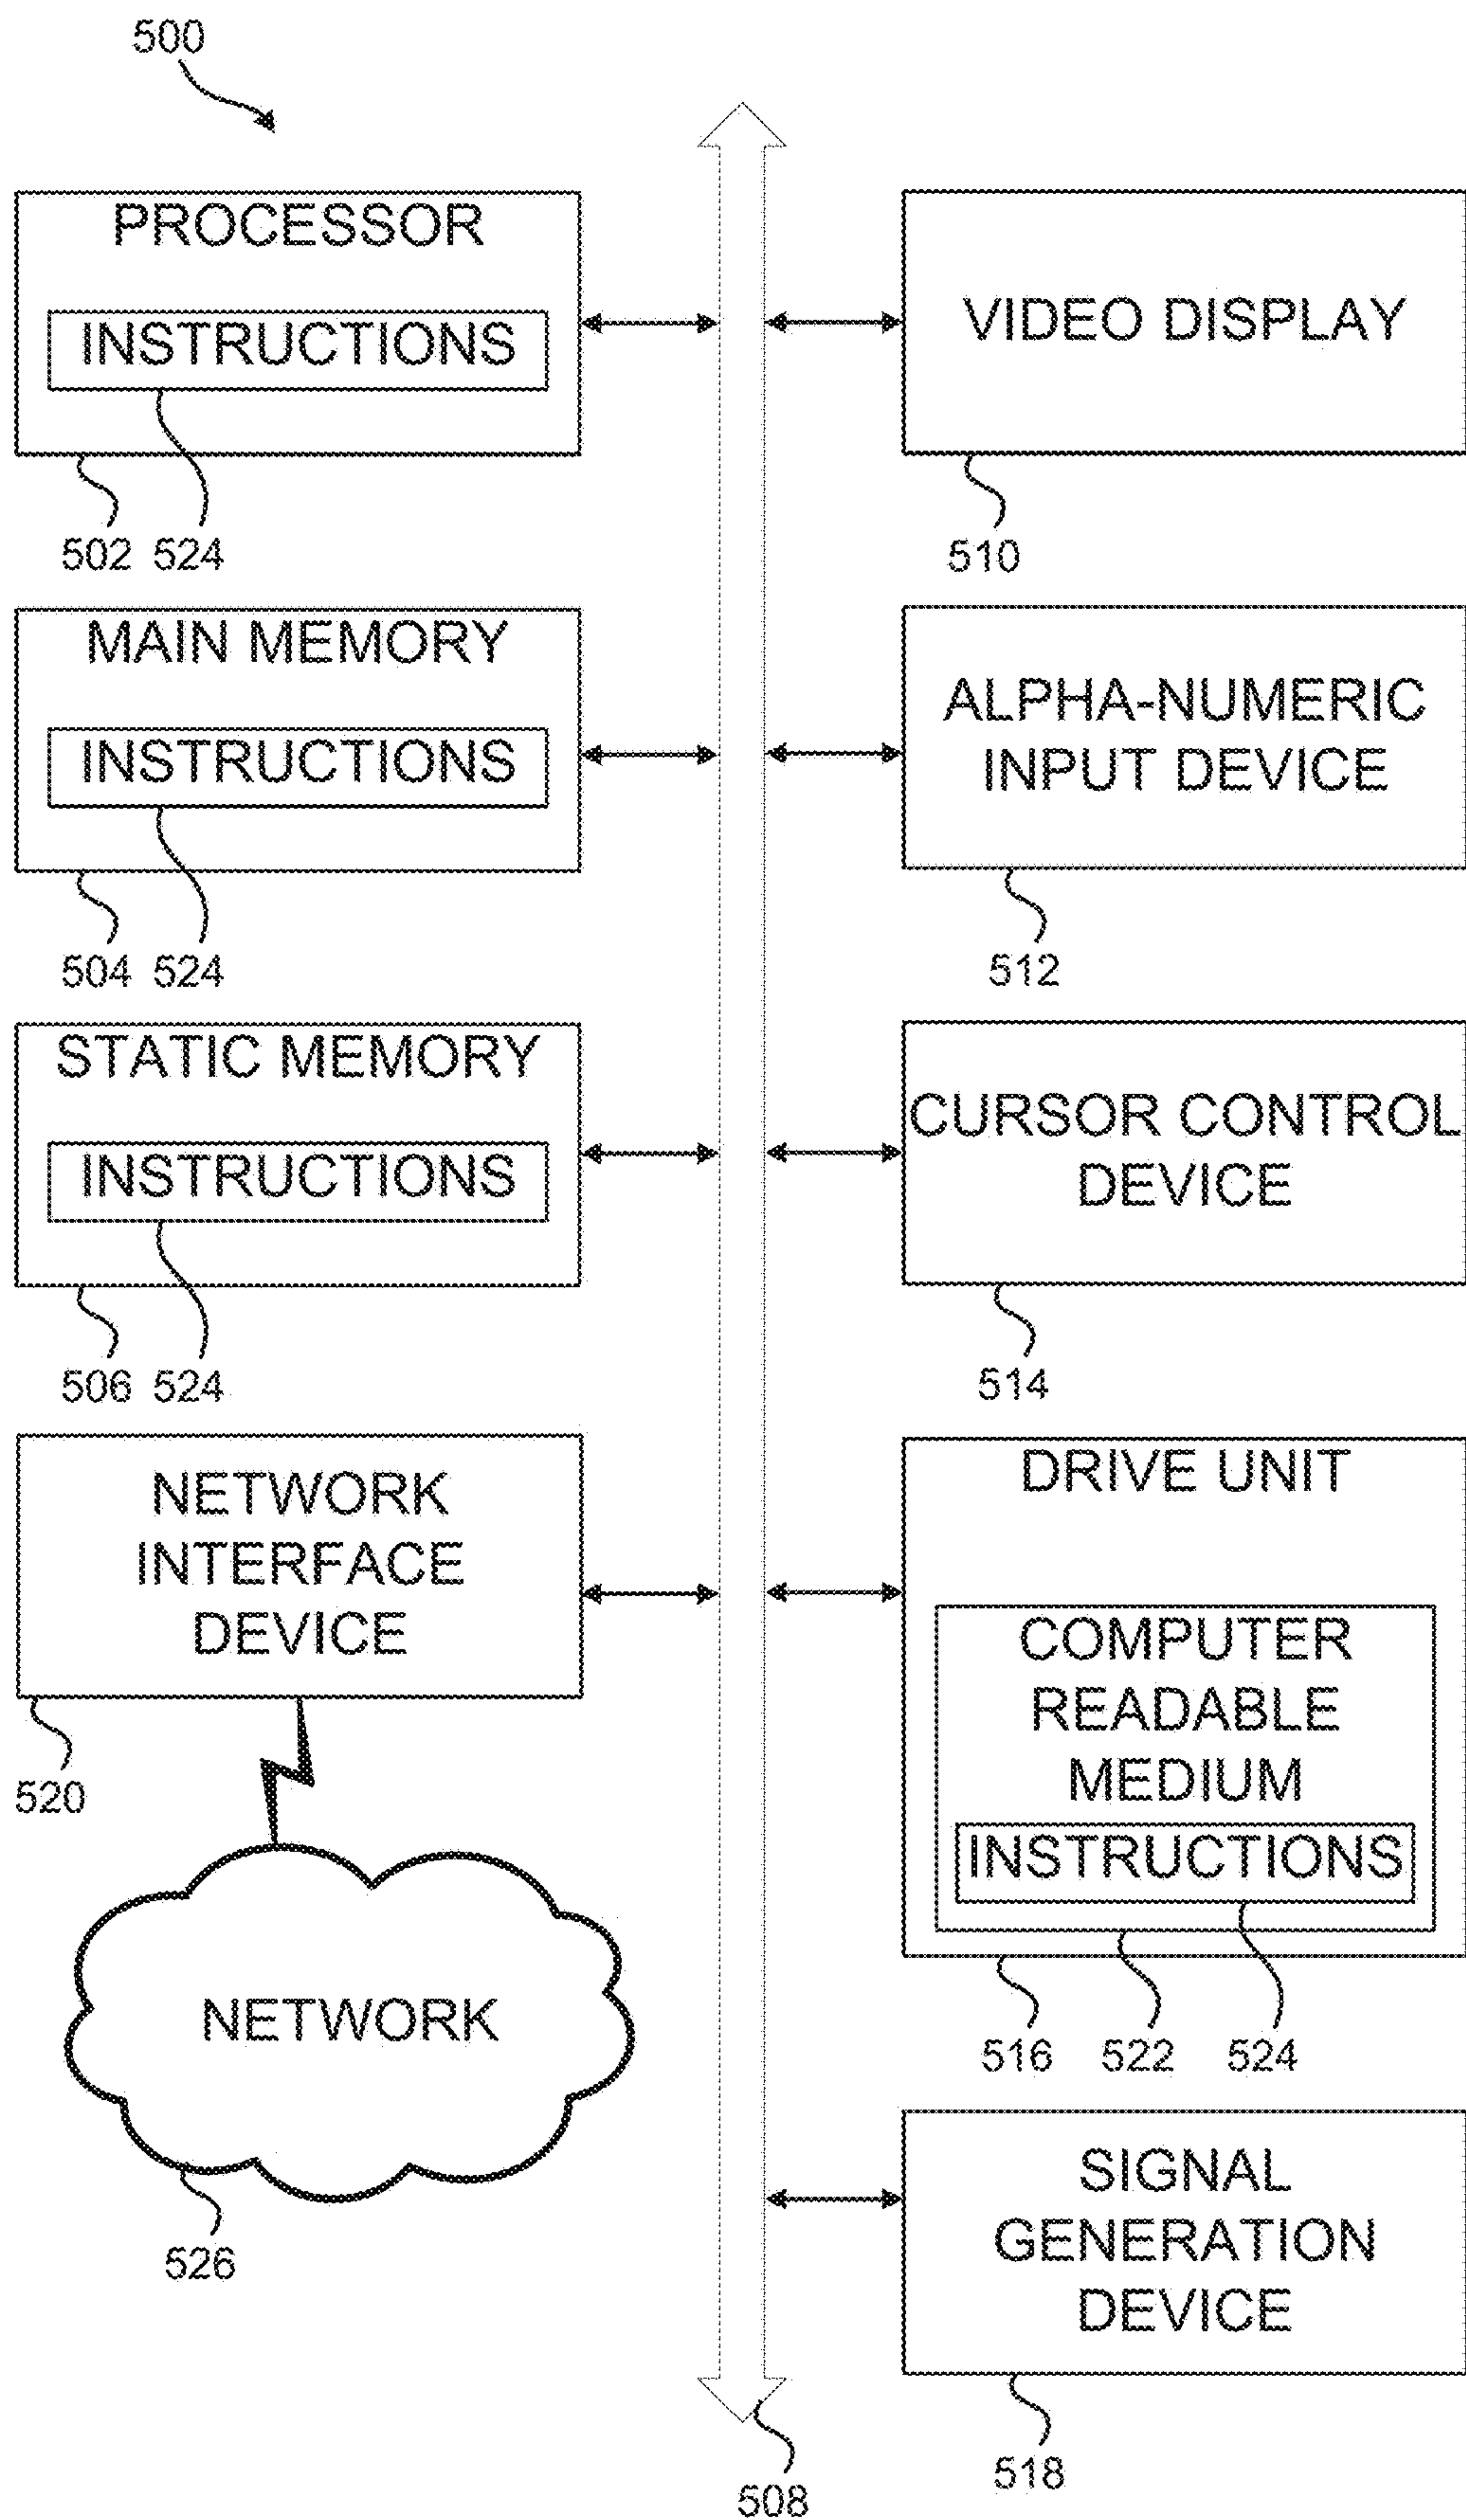 500
PROCESSOR
INSTRUCTIONS
502 524
MAIN MEMORY
INSTRUCTIONS
504 524
STATIC MEMORY
INSTRUCTIONS
506 524
NETWORK
INTERFACE
DEVICE
520
NETWORK
526
VIDEO DISPLAY
510
ALPHA-NUMERIC
INPUT DEVICE
512
CURSOR CONTROL
DEVICE
514
DRIVE UNIT
COMPUTER
READABLE
MEDIUM
INSTRUCTIONS
516 522 524
SIGNAL
GENERATION
DEVICE
518
508